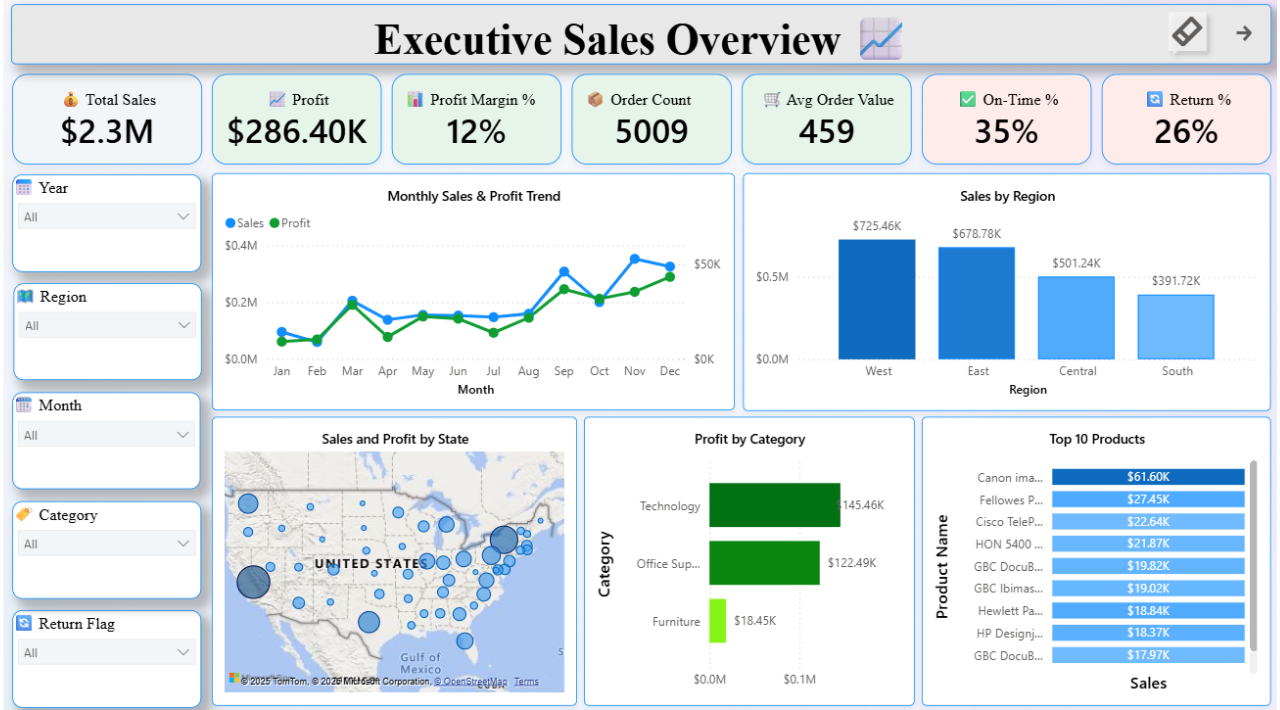 Executive Sales Overview
Total Sales
$2.3M
Profit
$286.40K
Profit Margin %
12%
Order Count
5009
Avg Order Value
459
On-Time %
35%
Return %
26%
Year
All
Region
All
Month
All
Category
All
Return Flag
All
Monthly Sales & Profit Trend
Sales Profit
$0.4M
$0.2M
$0.0M
$50K
$0K
Jan Feb Mar Apr May Jun Jul Aug Sep Oct Nov Dec
Month
Sales by Region
$725.46K
$678.78K
$501.24K
$391.72K
$0.5M
$0.0M
West East Central South
Region
Sales and Profit by State
UNITED STATES
Gulf of
Mexico
© 2025 TomTom, © 2025 Microsoft Corporation, © OpenStreetMap Terms
Profit by Category
Category
Technology $145.46K
Office Sup... $122.49K
Furniture $18.45K
$0.0M $0.1M
Top 10 Products
Product Name
Canon ima... $61.60K
Fellowes P... $27.45K
Cisco TeleP... $22.64K
HON 5400 ... $21.87K
GBC DocuB... $19.82K
GBC Ibimas... $19.02K
Hewlett Pa... $18.84K
HP Designj... $18.37K
GBC DocuB... $17.97K
Sales